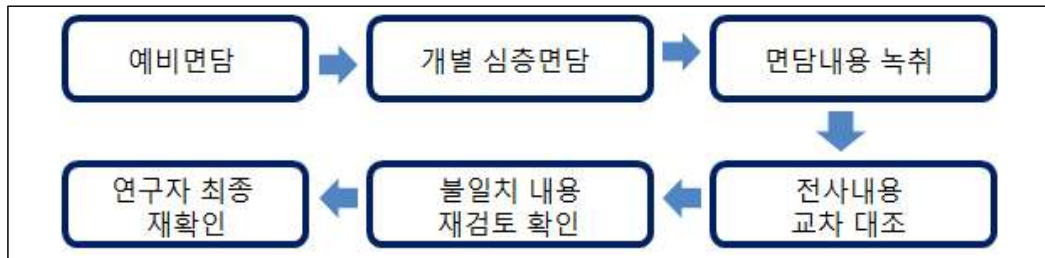 예비면담
개별 심층면담
면담내용 녹취
전사내용
교차 대조
불일치 내용
재검토 확인
연구자 최종
재확인